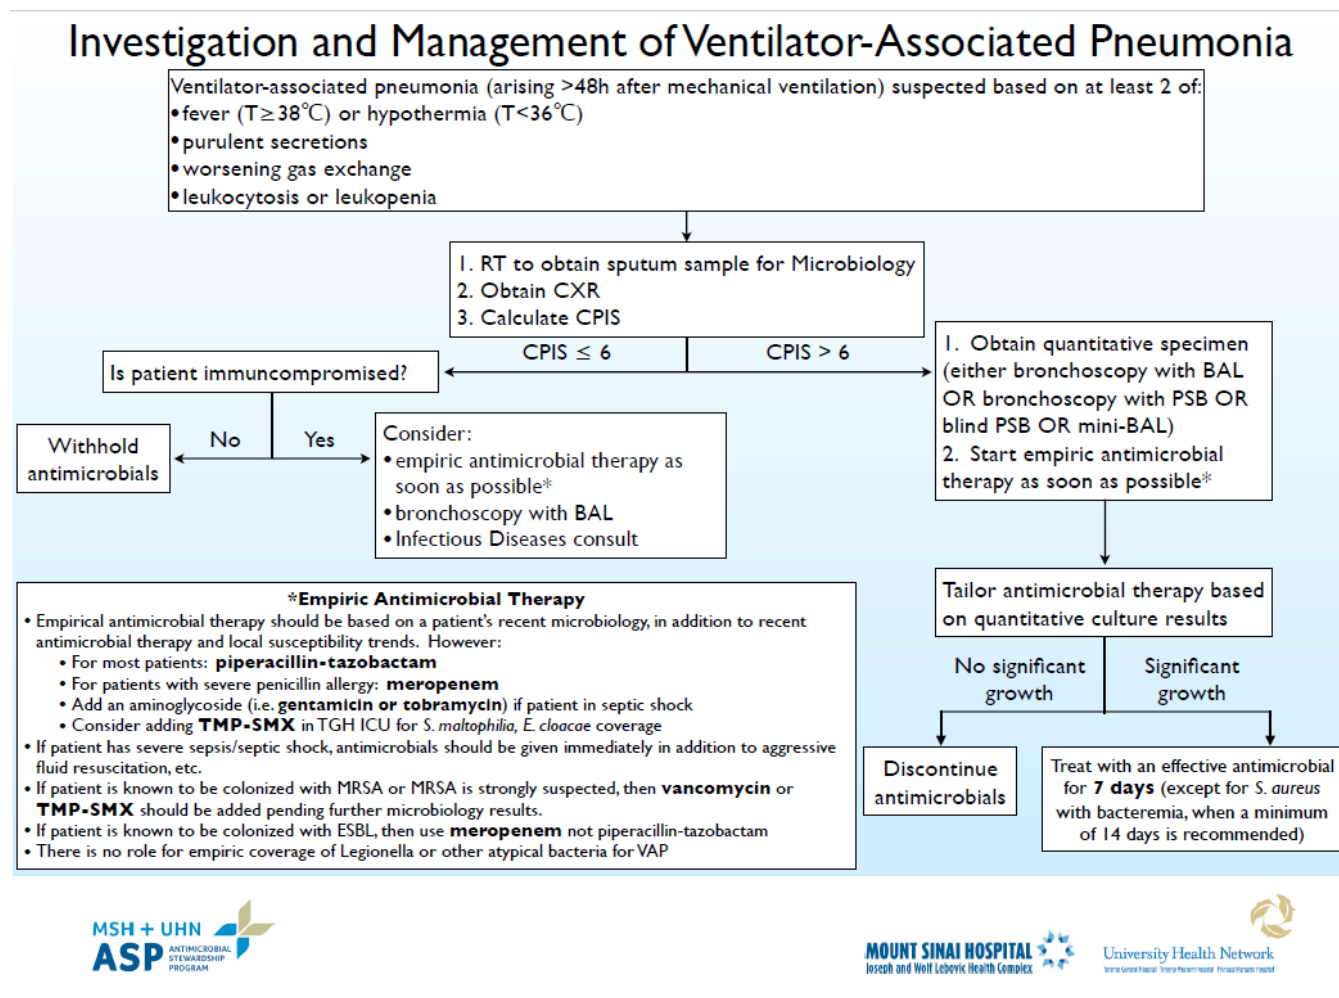 Investigation and Management of Ventilator-Associated Pneumonia
Ventilator-associated pneumonia (arising >48h after mechanical ventilation) suspected based on at least 2 of:
•fever (T≥38℃) or hypothermia (T<36℃)
•purulent secretions
•worsening gas exchange
•leukocytosis or leukopenia
1. RT to obtain sputum sample for Microbiology
2. Obtain CXR
3. Calculate CPIS
CPIS ≤ 6
CPIS > 6
Is patient immuncompromised?
No
Yes
Withhold
antimicrobials
Consider:
•empiric antimicrobial therapy as
soon as possible*
•bronchoscopy with BAL
•Infectious Diseases consult
1. Obtain quantitative specimen
(either bronchoscopy with BAL
OR bronchoscopy with PSB OR
blind PSB OR mini-BAL)
2. Start empiric antimicrobial
therapy as soon as possible*
Tailor antimicrobial therapy based
on quantitative culture results
No significant
growth
Significant
growth
Discontinue
antimicrobials
Treat with an effective antimicrobial
for 7 days (except for S. aureus
with bacteremia, when a minimum
of 14 days is recommended)
*Empiric Antimicrobial Therapy
• Empirical antimicrobial therapy should be based on a patient's recent microbiology, in addition to recent
antimicrobial therapy and local susceptibility trends. However:
• For most patients: piperacillin-tazobactam
• For patients with severe penicillin allergy: meropenem
• Add an aminoglycoside (i.e. gentamicin or tobramycin) if patient in septic shock
• Consider adding TMP-SMX in TGH ICU for S. maltophilia, E. cloacae coverage
• If patient has severe sepsis/septic shock, antimicrobials should be given immediately in addition to aggressive
fluid resuscitation, etc.
• If patient is known to be colonized with MRSA or MRSA is strongly suspected, then vancomycin or
TMP-SMX should be added pending further microbiology results.
• If patient is known to be colonized with ESBL, then use meropenem not piperacillin-tazobactam
• There is no role for empiric coverage of Legionella or other atypical bacteria for VAP
MSH + UHN
ASP
ANTIMICROBIAL
STEWARDSHIP
PROGRAM
MOUNT SINAI HOSPITAL
Joseph and Wolf Lebovic Health Complex
University Health Network
Toronto General Hospital Toronto Western Hospital Princess Margaret Hospital